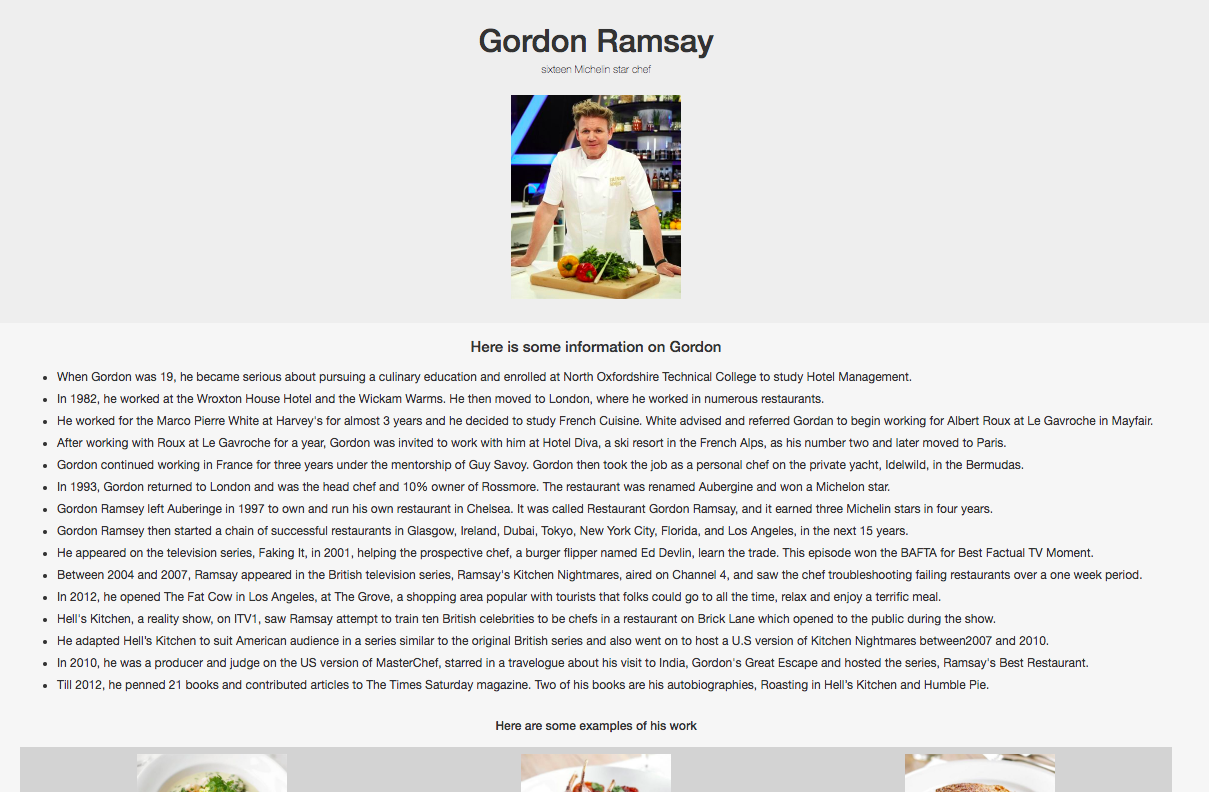 Gordon Ramsay
sixteen Michelin star chef
Here is some information on Gordon
When Gordon was 19, he became serious about pursuing a culinary education and enrolled at North Oxfordshire Technical College to study Hotel Management.
In 1982, he worked at the Wroxton House Hotel and the Wickam Warms. He then moved to London, where he worked in numerous restaurants.
He worked for the Marco Pierre White at Harvey's for almost 3 years and he decided to study French Cuisine. White advised and referred Gordan to begin working for Albert Roux at Le Gavroche in Mayfair.
After working with Roux at Le Gavroche for a year, Gordon was invited to work with him at Hotel Diva, a ski resort in the French Alps, as his number two and later moved to Paris.
Gordon continued working in France for three years under the mentorship of Guy Savoy. Gordon then took the job as a personal chef on the private yacht, Idelwild, in the Bermudas.
In 1993, Gordon returned to London and was the head chef and 10% owner of Rossmore. The restaurant was renamed Aubergine and won a Michelon star.
Gordon Ramsey left Auberinge in 1997 to own and run his own restaurant in Chelsea. It was called Restaurant Gordon Ramsay, and it earned three Michelin stars in four years.
Gordon Ramsey then started a chain of successful restaurants in Glasgow, Ireland, Dubai, Tokyo, New York City, Florida, and Los Angeles, in the next 15 years.
He appeared on the television series, Faking It, in 2001, helping the prospective chef, a burger flipper named Ed Devlin, learn the trade. This episode won the BAFTA for Best Factual TV Moment.
Between 2004 and 2007, Ramsay appeared in the British television series, Ramsay's Kitchen Nightmares, aired on Channel 4, and saw the chef troubleshooting failing restaurants over a one week period.
In 2012, he opened The Fat Cow in Los Angeles, at The Grove, a shopping area popular with tourists that folks could go to all the time, relax and enjoy a terrific meal.
Hell's Kitchen, a reality show, on ITV1, saw Ramsay attempt to train ten British celebrities to be chefs in a restaurant on Brick Lane which opened to the public during the show.
He adapted Hell's Kitchen to suit American audience in a series similar to the original British series and also went on to host a U.S version of Kitchen Nightmares between2007 and 2010.
In 2010, he was a producer and judge on the US version of MasterChef, starred in a travelogue about his visit to India, Gordon's Great Escape and hosted the series, Ramsay's Best Restaurant.
Till 2012, he penned 21 books and contributed articles to The Times Saturday magazine. Two of his books are his autobiographies, Roasting in Hell's Kitchen and Humble Pie.
Here are some examples of his work